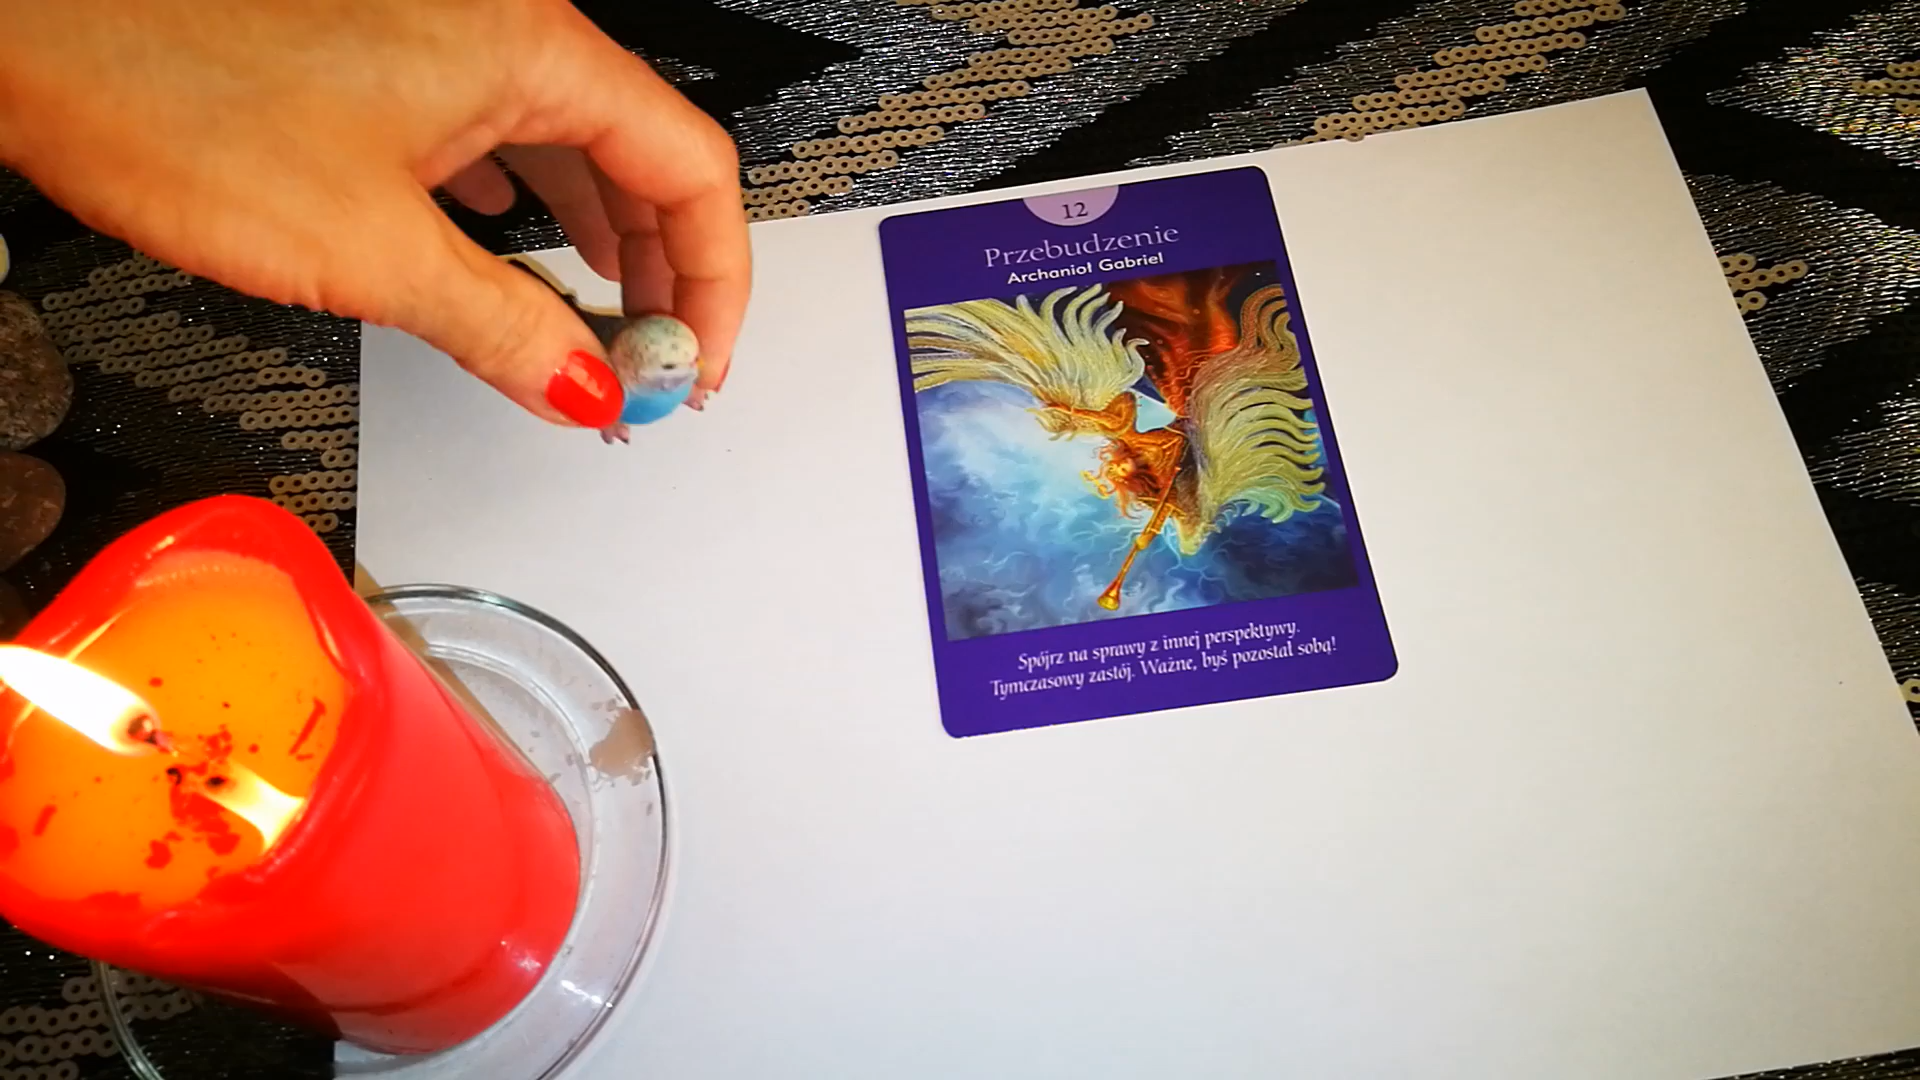 12
Przebudzenie
Archanioł Gabriel
Spójrz na sprawy z innej perspektywy.
Tymczasowy zastój. Ważne, byś pozostał sobą!